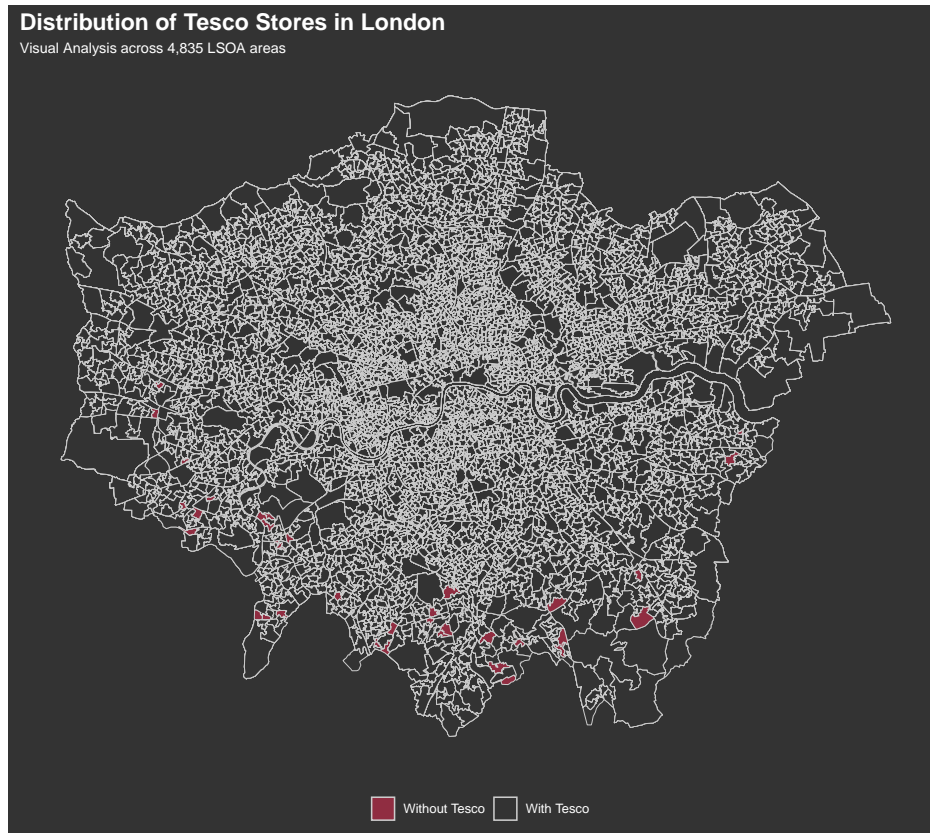 Distribution of Tesco Stores in London
Visual Analysis across 4,835 LSOA areas
Without Tesco With Tesco